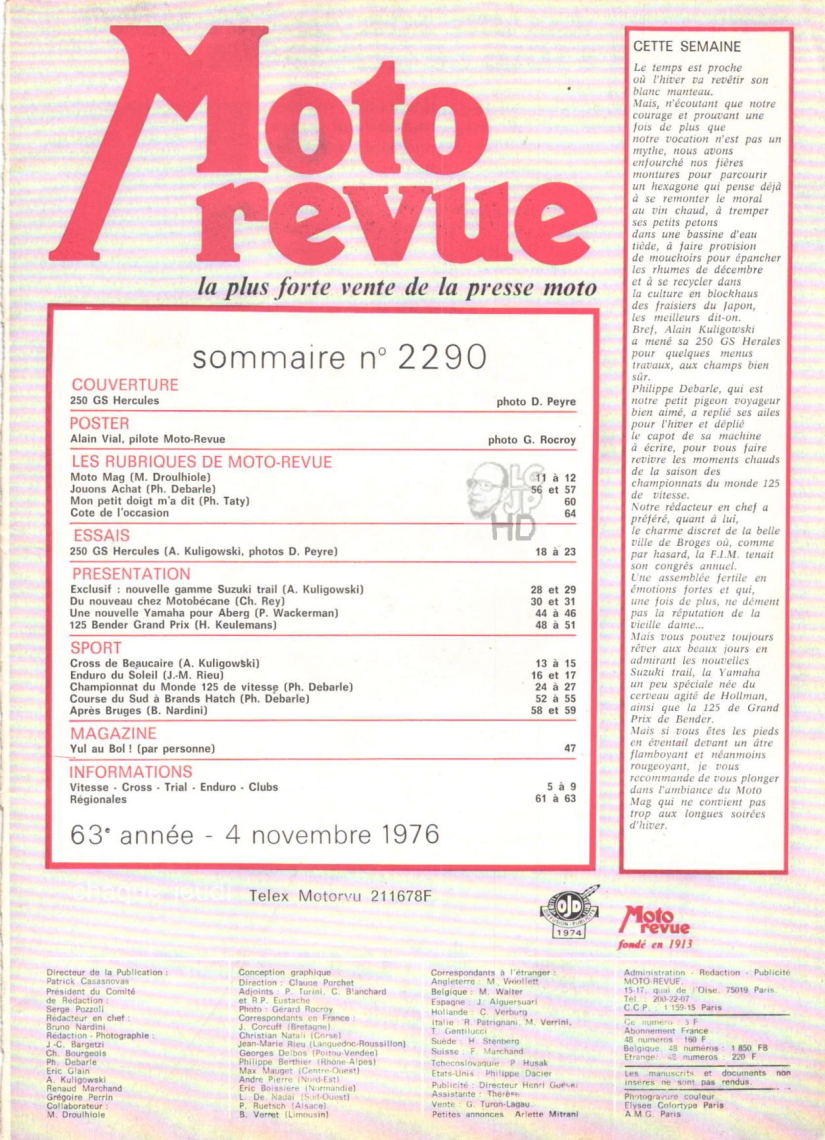 Moto
revue
la plus forte vente de la presse moto
sommaire n° 2290
COUVERTURE
250 GS Hercules photo D. Peyre
POSTER
Alain Vial, pilote Moto-Revue photo G. Rocroy
LES RUBRIQUES DE MOTO-REVUE
Moto Mag (M. Droulhiole) 11 à 12
Jouons Achat (Ph. Debarle) 56 et 57
Mon petit doigt m'a dit (Ph. Taty) 60
Cote de l'occasion 64
LG
JP
HD
ESSAIS
250 GS Hercules (A. Kuligowski, photos D. Peyre) 18 à 23
PRESENTATION
Exclusif : nouvelle gamme Suzuki trail (A. Kuligowski) 28 et 29
Du nouveau chez Motobécane (Ch. Rey) 30 et 31
Une nouvelle Yamaha pour Aberg (P. Wackerman) 44 à 46
125 Bender Grand Prix (H. Keulemans) 48 à 51
SPORT
Cross de Beaucaire (A. Kuligowski) 13 à 15
Enduro du Soleil (J.-M. Rieu) 16 et 17
Championnat du Monde 125 de vitesse (Ph. Debarle) 24 à 27
Course du Sud à Brands Hatch (Ph. Debarle) 52 à 55
Après Bruges (B. Nardini) 58 et 59
MAGAZINE
Yul au Bol ! (par personne) 47
INFORMATIONS
Vitesse - Cross - Trial - Enduro - Clubs 5 à 9
Régionales 61 à 63
63e année - 4 novembre 1976
CETTE SEMAINE
Le temps est proche
où l'hiver va revêtir son
blanc manteau.
Mais, n'écoutant que notre
courage et prouvant une
fois de plus que
notre vocation n'est pas un
mythe, nous avons
enfourché nos fières
montures pour parcourir
un hexagone qui pense déjà
à se remonter le moral
au vin chaud, à tremper
ses petits petons
dans une bassine d'eau
tiède, à faire provision
de mouchoirs pour épancher
les rhumes de décembre
et à se recycler dans
la culture en blockhaus
des fraisiers du Japon,
les meilleurs dit-on.
Bref, Alain Kuligowski
a mené sa 250 GS Herales
pour quelques menus
travaux, aux champs bien
sûr.
Philippe Debarle, qui est
notre petit pigeon voyageur
bien aimé, a replié ses ailes
pour l'hiver et déplié
le capot de sa machine
à écrire, pour vous faire
revivre les moments chauds
de la saison des
championnats du monde 125
de vitesse.
Notre rédacteur en chef a
préféré, quant à lui,
le charme discret de la belle
ville de Broges où, comme
par hasard, la F.I.M. tenait
son congrès annuel.
Une assemblée fertile en
émotions fortes et qui,
une fois de plus, ne dément
pas la réputation de la
vieille dame...
Mais vous pouvez toujours
rêver aux beaux jours en
admirant les nouvelles
Suzuki trail, la Yamaha
un peu spéciale née du
cerveau agité de Hollman,
ainsi que la 125 de Grand
Prix de Bender.
Mais si vous êtes les pieds
en éventail devant un âtre
flamboyant et néanmoins
rougeoyant, je vous
recommande de vous plonger
dans l'ambiance du Moto
Mag qui ne convient pas
trop aux longues soirées
d'hiver.
chaque jeudi Telex Motorvu 211678F
OJD
1974
Moto
revue
fondé en 1913
Directeur de la Publication :
Patrick Casasnovas
Président du Comité
de Rédaction :
Serge Pozzoli
Rédacteur en chef :
Bruno Nardini
Rédaction - Photographie :
J.-C. Bargetzi
Ch. Bourgeois
Ph. Debarle
Eric Glain
A. Kuligowski
Renaud Marchand
Grégoire Perrin
Collaborateur :
M. Droulhiole
Conception graphique :
Direction : Claude Porchet
Adjoints : P. Turini, C. Blanchard
et R.P. Eustache
Photo : Gérard Rocroy
Correspondants en France :
J. Corcuff (Bretagne)
Christian Natali (Corse)
Jean-Marie Rieu (Languedoc-Roussillon)
Georges Delbos (Poitou-Vendée)
Philippe Berthier (Rhône-Alpes)
Max Mauget (Centre-Ouest)
André Pierre (Nord-Est)
Eric Boissière (Normandie)
L. De Nadaï (Sud-Ouest)
P. Ruetsch (Alsace)
B. Verret (Limousin)
Correspondants à l'étranger :
Angleterre : M. Woollett
Belgique : M. Walter
Espagne : J. Alguersuari
Hollande : C. Verburg
Italie : R. Patrignani, M. Verrini,
T. Gentilucci
Suède : H. Stenberg
Suisse : F. Marchand
Tchécoslovaquie : P. Husak
Etats-Unis : Philippe Dacier
Publicité : Directeur Henri
Assistante : Thérèse
Vente : G. Turon-Lagau
Petites annonces Arlette Mitrani
Administration - Rédaction - Publicité
MOTO-REVUE,
15-17, quai de l'Oise, 75019 Paris.
Tél. : 200-22-07
C.C.P. : 1 159-15 Paris
Ce numéro : 5 F
Abonnement France
48 numéros : 160 F
Belgique, 48 numéros : 1 850 FB
Etranger, 48 numéros : 220 F
Les manuscrits et documents non
insérés ne sont pas rendus.
Photogravure couleur
Elysée Colortype Paris
A.M.G. Paris